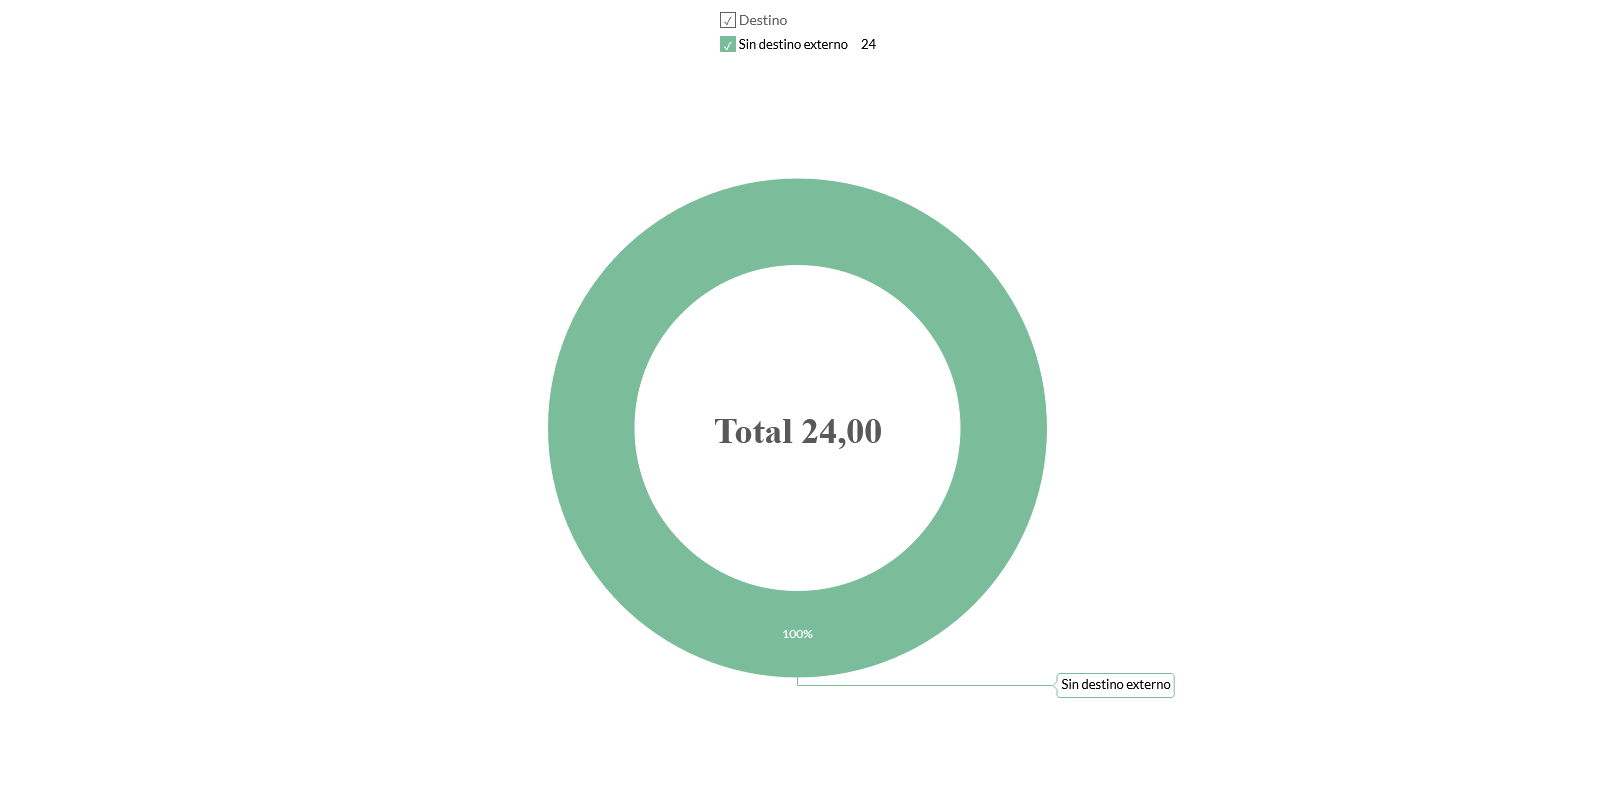 Destino
Sin destino externo 24
Total 24,00
100%
Sin destino externo